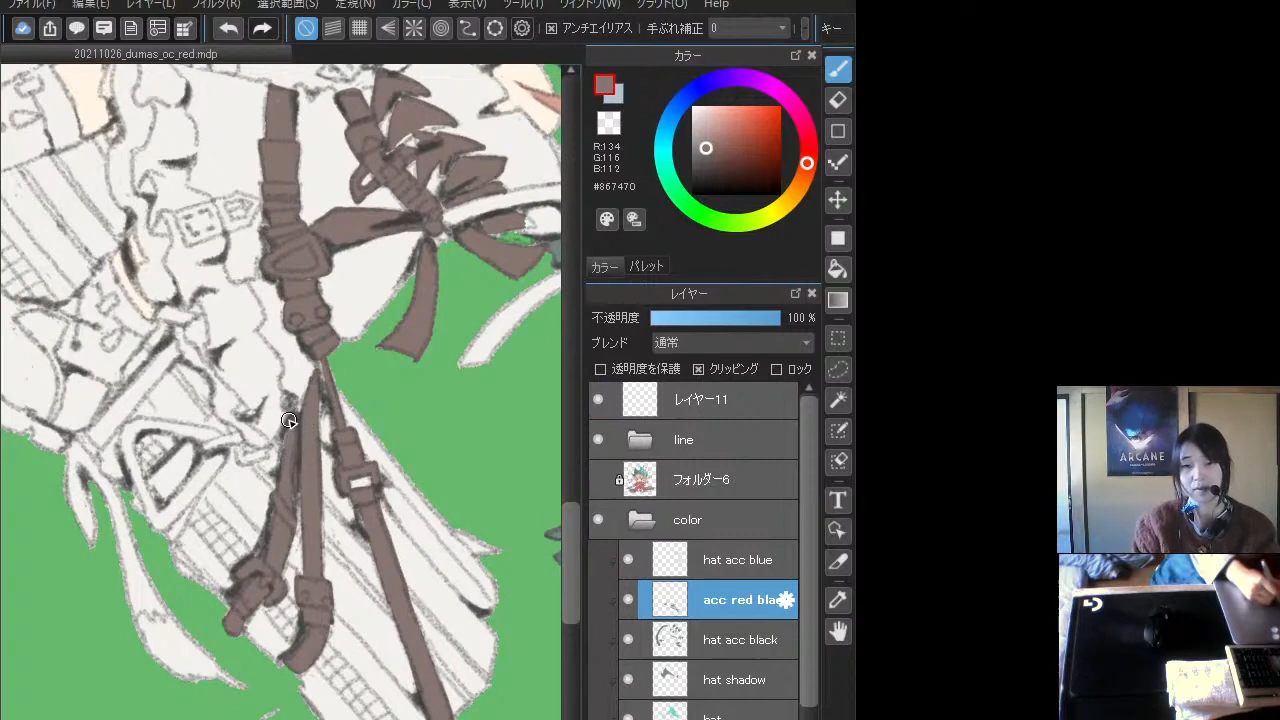 ファイル(F) 編集(E) レイヤー(L) フィルタ(R) 選択範囲(S) 定規(N) カラー(C) 表示(V) ツール(T) ウィンドウ(W) クラウド(O) Help
アンチエイリアス 手ぶれ補正 0 キー
20211026_dumas_oc_red.mdp
カラー
R:134
G:116
B:112
#867470
カラー パレット
レイヤー
不透明度 100 %
ブレンド 通常
透明度を保護 クリッピング ロック
レイヤー11
line
フォルダー6
color
hat acc blue
acc red bla
hat acc black
hat shadow
hat
T
ARCANE